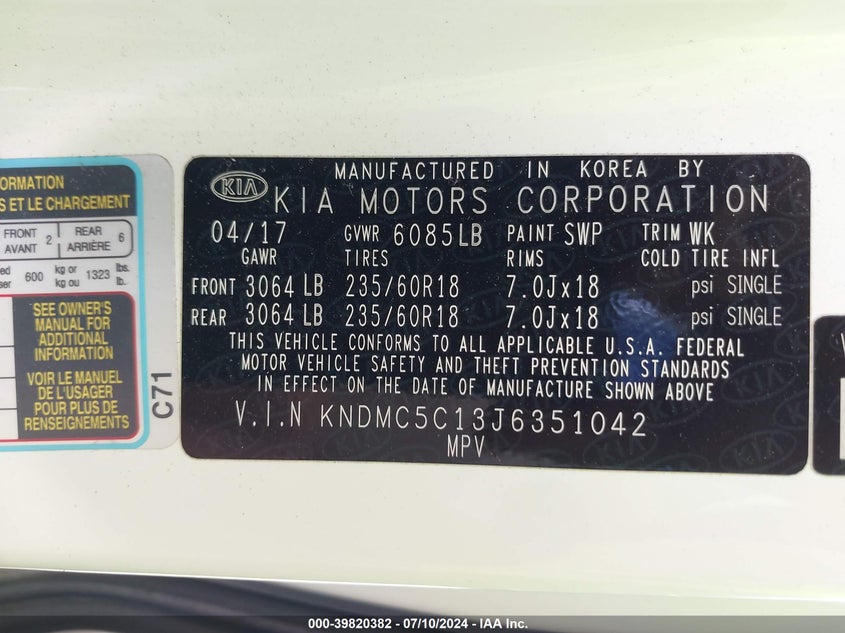 ORMATION
S ET LE CHARGEMENT
FRONT AVANT 2 REAR ARRIÈRE 6
600 kg or kg ou 1323 lbs. lb.
SEE OWNER'S
MANUAL FOR
ADDITIONAL
INFORMATION
VOIR LE MANUEL
DE L'USAGER
POUR PLUS DE
RENSEIGNEMENTS
C71
MANUFACTURED IN KOREA BY
KIA KIA MOTORS CORPORATION
04/17 GVWR 6085LB PAINT SWP TRIM WK
GAWR TIRES RIMS COLD TIRE INFL
FRONT 3064 LB 235/60R18 7.0Jx18 psi SINGLE
REAR 3064 LB 235/60R18 7.0Jx18 psi SINGLE
THIS VEHICLE CONFORMS TO ALL APPLICABLE U.S.A. FEDERAL
MOTOR VEHICLE SAFETY AND THEFT PREVENTION STANDARDS
IN EFFECT ON THE DATE OF MANUFACTURE SHOWN ABOVE
V.I.N KNDMC5C13J6351042
MPV
000-39820382 - 07/10/2024 - IAA Inc.